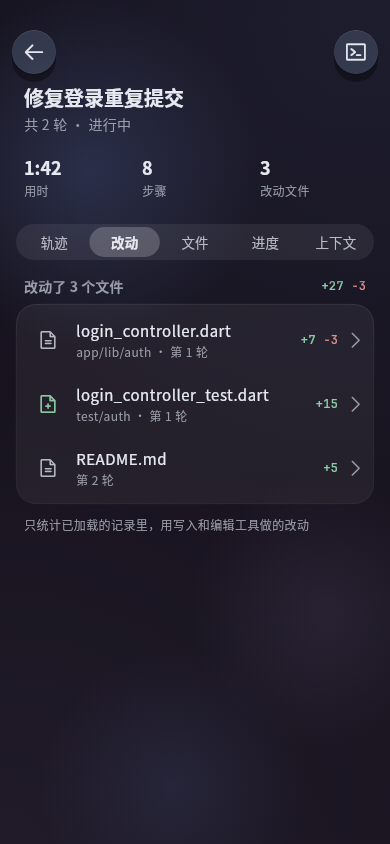 修复登录重复提交
共 2 轮 · 进行中
1:42 8 3
用时 步骤 改动文件
轨迹 改动 文件 进度 上下文
改动了 3 个文件 +27 -3
login_controller.dart +7 -3
app/lib/auth · 第 1 轮
login_controller_test.dart +15
test/auth · 第 1 轮
README.md +5
第 2 轮
只统计已加载的记录里，用写入和编辑工具做的改动